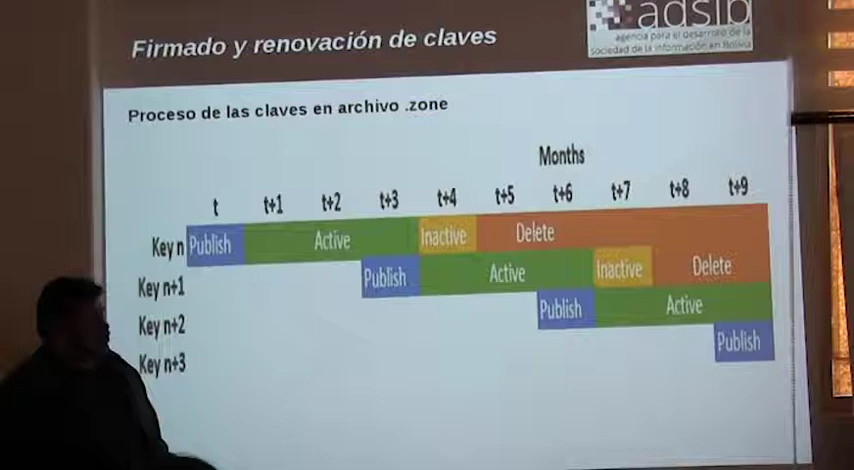 Firmado y renovación de claves
adsib
agencia para el desarrollo de la
sociedad de la información en Bolivia
Proceso de las claves en archivo .zone
Months
t t+1 t+2 t+3 t+4 t+5 t+6 t+7 t+8 t+9
Key n Publish Active Inactive Delete
Key n+1 Publish Active Inactive Delete
Key n+2 Publish Active
Key n+3 Publish